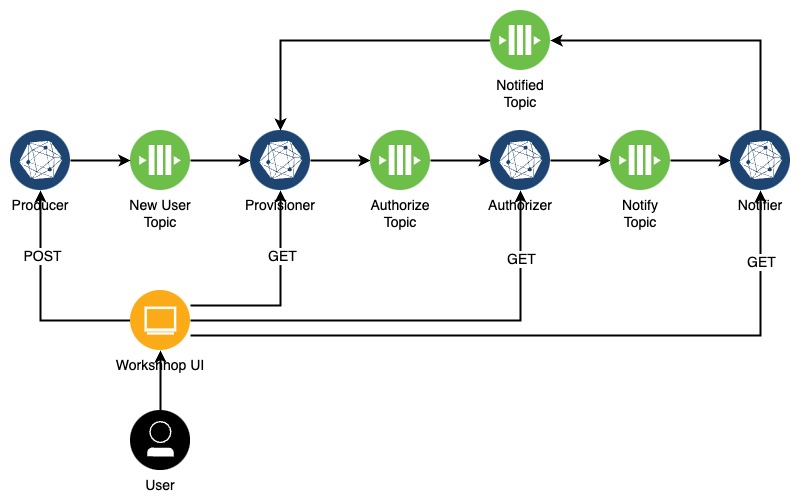 Notified
Topic
Producer
New User
Topic
Provisioner
Authorize
Topic
Authorizer
Notify
Topic
Notifier
POST
GET
GET
GET
Workshhop UI
User